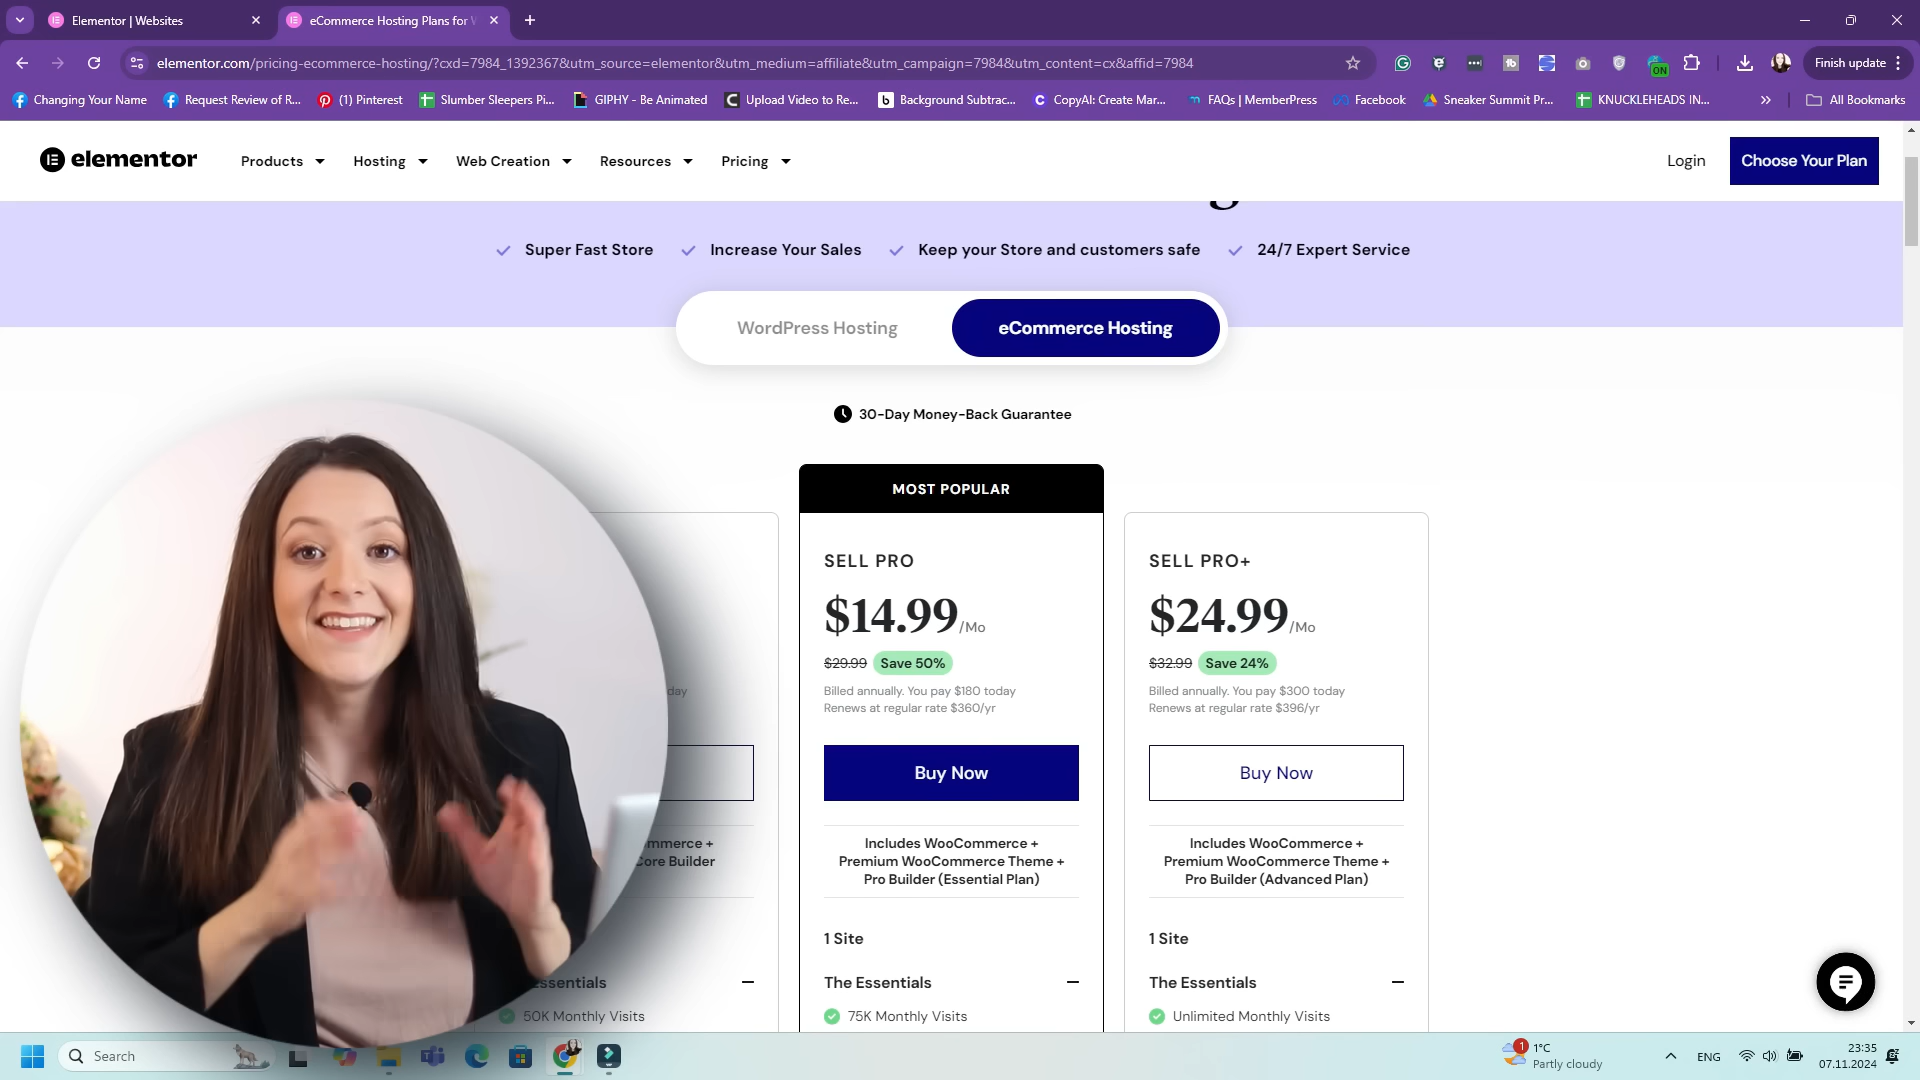 Elementor | Websites
eCommerce Hosting Plans for
elementor.com/pricing-ecommerce-hosting/?cxd=7984_1392367&utm_source=elementor&utm_medium=affiliate&utm_campaign=7984&utm_content=cx&affid=7984
ON
Finish update
Changing Your Name
Request Review of R...
(1) Pinterest
Slumber Sleepers Pi...
GIPHY - Be Animated
Upload Video to Re...
Background Subtrac...
CopyAI: Create Mar...
FAQs | MemberPress
Facebook
Sneaker Summit Pr...
KNUCKLEHEADS IN...
All Bookmarks
elementor
Products
Hosting
Web Creation
Resources
Pricing
Login
Choose Your Plan
Super Fast Store
Increase Your Sales
Keep your Store and customers safe
24/7 Expert Service
WordPress Hosting
eCommerce Hosting
30-Day Money-Back Guarantee
MOST POPULAR
SELL PRO
$14.99/Mo
$29.99 Save 50%
Billed annually. You pay $180 today
Renews at regular rate $360/yr
Buy Now
Includes WooCommerce +
Premium WooCommerce Theme +
Pro Builder (Essential Plan)
1 Site
The Essentials
75K Monthly Visits
SELL PRO+
$24.99/Mo
$32.99 Save 24%
Billed annually. You pay $300 today
Renews at regular rate $396/yr
Buy Now
Includes WooCommerce +
Premium WooCommerce Theme +
Pro Builder (Advanced Plan)
1 Site
The Essentials
Unlimited Monthly Visits
day
mmerce +
Core Builder
Essentials
50K Monthly Visits
Search
1
1°C
Partly cloudy
ENG
23:35
07.11.2024